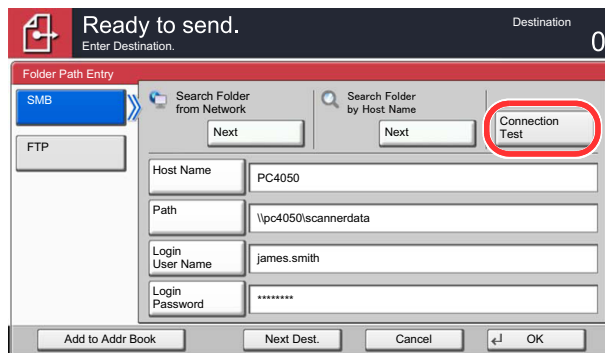 Ready to send.
Destination
Enter Destination.
0
Folder Path Entry
SMB
Search Folder
from Network
Search Folder
by Host Name
Connection
Test
Next
Next
FTP
Host Name
PC4050
Path
\\pc4050\scannerdata
Login
User Name
james.smith
Login
Password
********
Add to Addr Book
Next Dest.
Cancel
OK